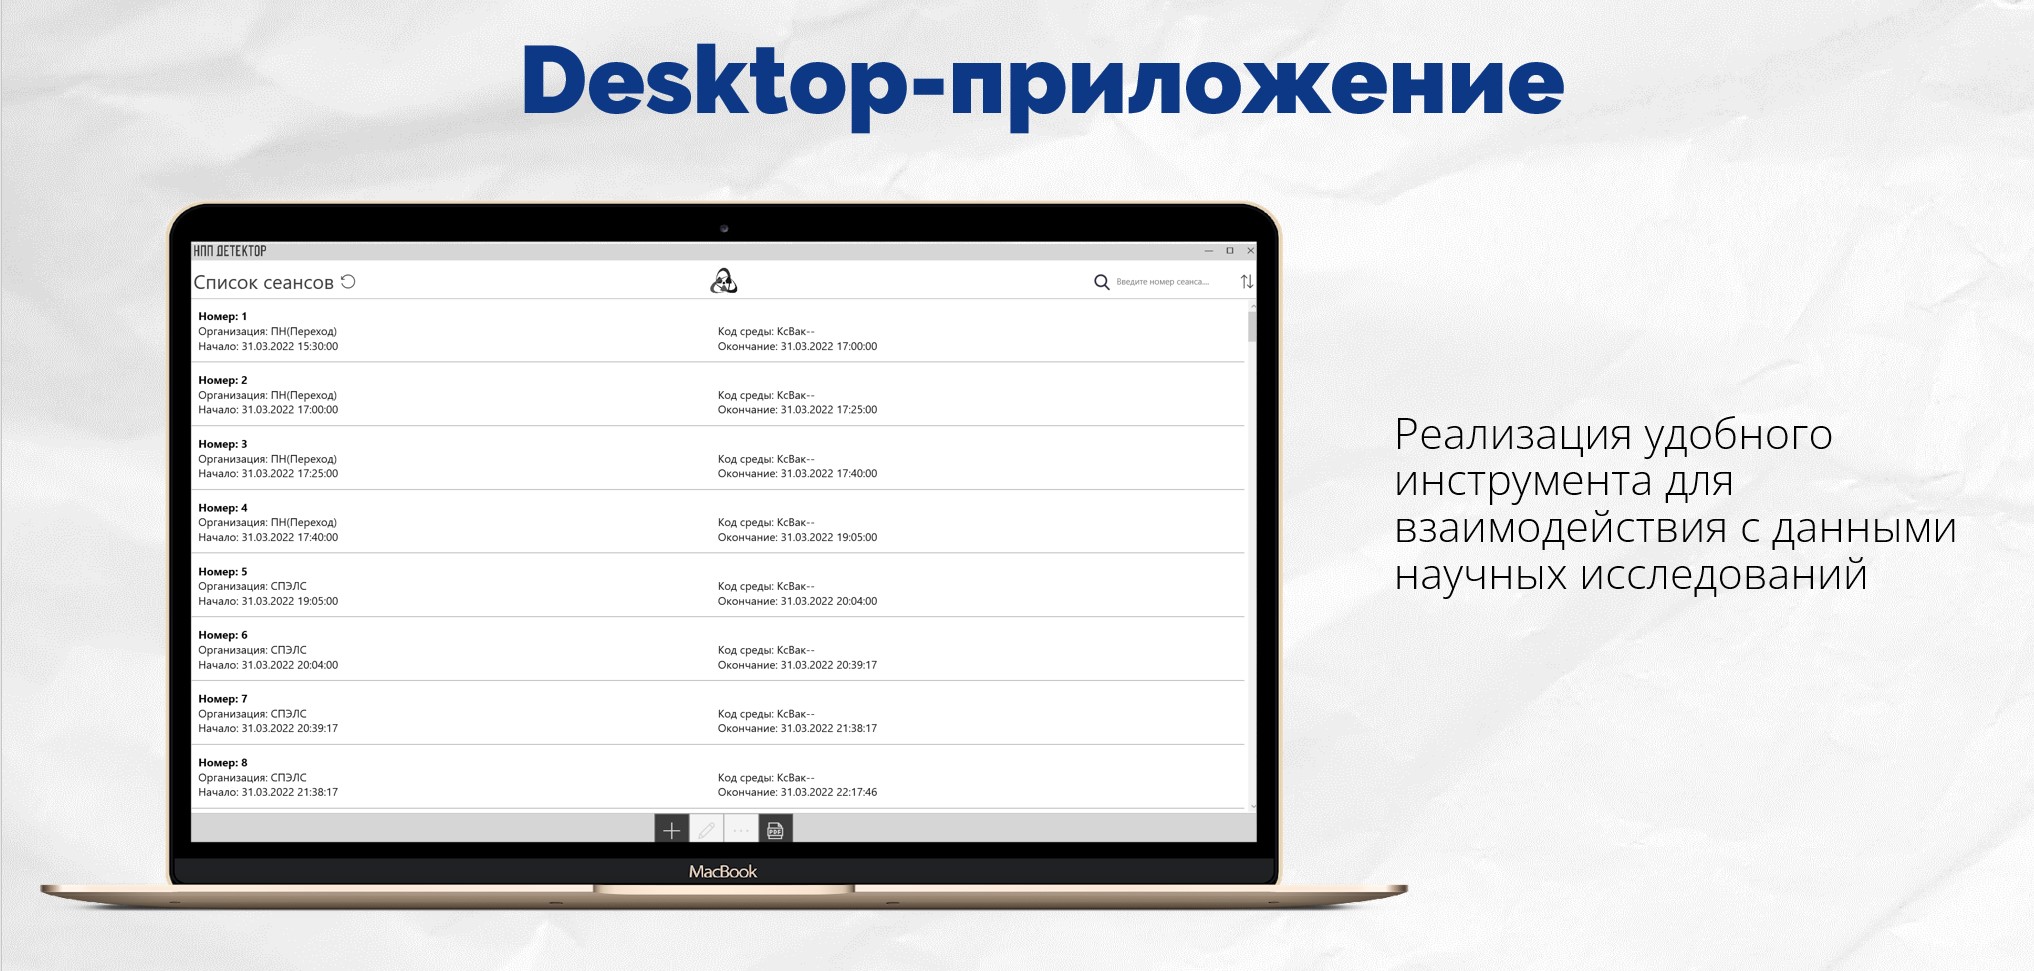 Desktop-приложение
НПП ДЕТЕКТОР
Список сеансов
Введите номер сеанса...
Номер: 1
Организация: ПН(Переход)
Код среды: КсВак--
Начало: 31.03.2022 15:30:00
Окончание: 31.03.2022 17:00:00
Номер: 2
Организация: ПН(Переход)
Код среды: КсВак--
Начало: 31.03.2022 17:00:00
Окончание: 31.03.2022 17:25:00
Номер: 3
Организация: ПН(Переход)
Код среды: КсВак--
Начало: 31.03.2022 17:25:00
Окончание: 31.03.2022 17:40:00
Номер: 4
Организация: ПН(Переход)
Код среды: КсВак--
Начало: 31.03.2022 17:40:00
Окончание: 31.03.2022 19:05:00
Номер: 5
Организация: СПЭЛС
Код среды: КсВак--
Начало: 31.03.2022 19:05:00
Окончание: 31.03.2022 20:04:00
Номер: 6
Организация: СПЭЛС
Код среды: КсВак--
Начало: 31.03.2022 20:04:00
Окончание: 31.03.2022 20:39:17
Номер: 7
Организация: СПЭЛС
Код среды: КсВак--
Начало: 31.03.2022 20:39:17
Окончание: 31.03.2022 21:38:17
Номер: 8
Организация: СПЭЛС
Код среды: КсВак--
Начало: 31.03.2022 21:38:17
Окончание: 31.03.2022 22:17:46
PDF
MacBook
Реализация удобного
инструмента для
взаимодействия с данными
научных исследований